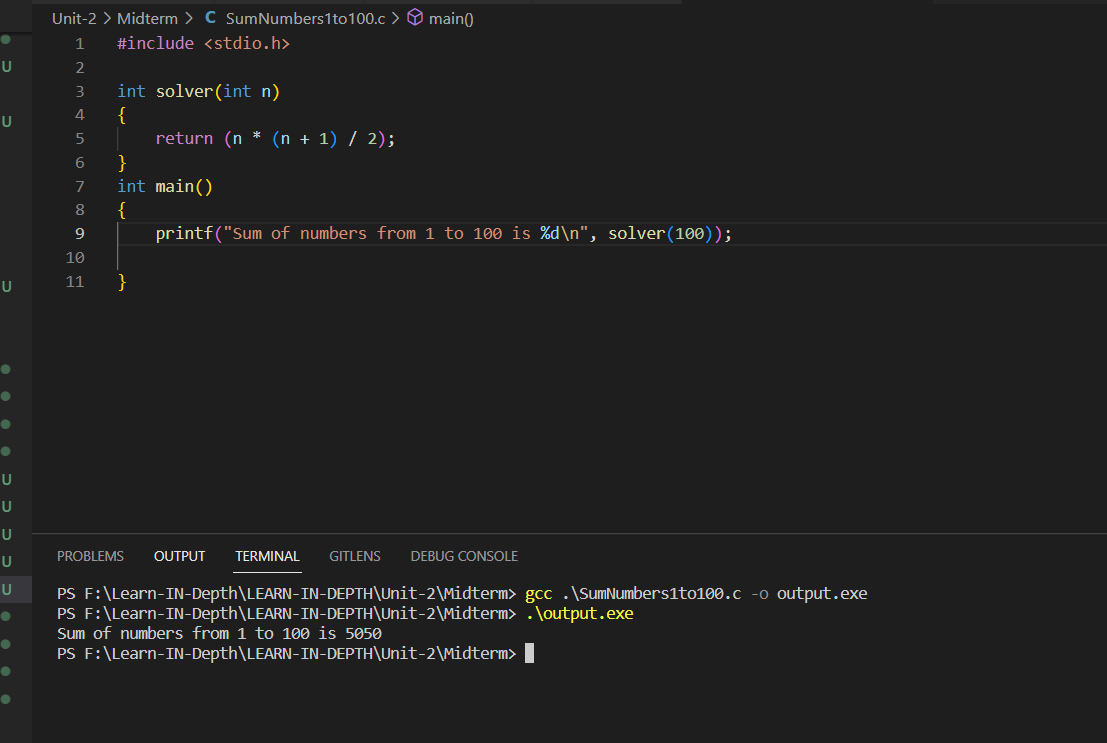 Unit-2 > Midterm > C SumNumbers1to100.c > main()
1 #include <stdio.h>
2
3 int solver(int n)
4 {
5 return (n * (n + 1) / 2);
6 }
7 int main()
8 {
9 printf("Sum of numbers from 1 to 100 is %d\n", solver(100));
10
11 }
U
U
U
U
U
U
U
U
PROBLEMS OUTPUT TERMINAL GITLENS DEBUG CONSOLE
PS F:\Learn-IN-Depth\LEARN-IN-DEPTH\Unit-2\Midterm> gcc .\SumNumbers1to100.c -o output.exe
PS F:\Learn-IN-Depth\LEARN-IN-DEPTH\Unit-2\Midterm> .\output.exe
Sum of numbers from 1 to 100 is 5050
PS F:\Learn-IN-Depth\LEARN-IN-DEPTH\Unit-2\Midterm>